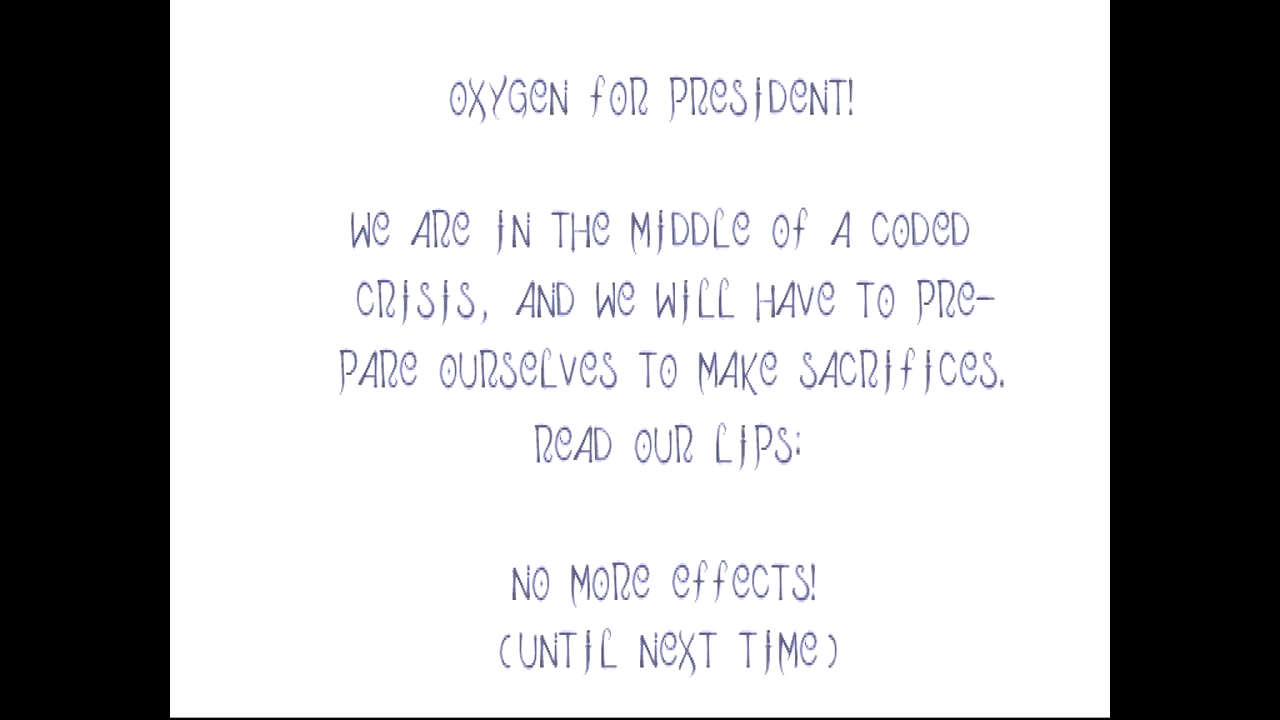 OXYGEN FOR PRESIDENT!
WE ARE IN THE MIDDLE OF A CODED
CRISIS, AND WE WILL HAVE TO PRE-
PARE OURSELVES TO MAKE SACRIFICES.
READ OUR LIPS:
NO MORE EFFECTS!
(UNTIL NEXT TIME)